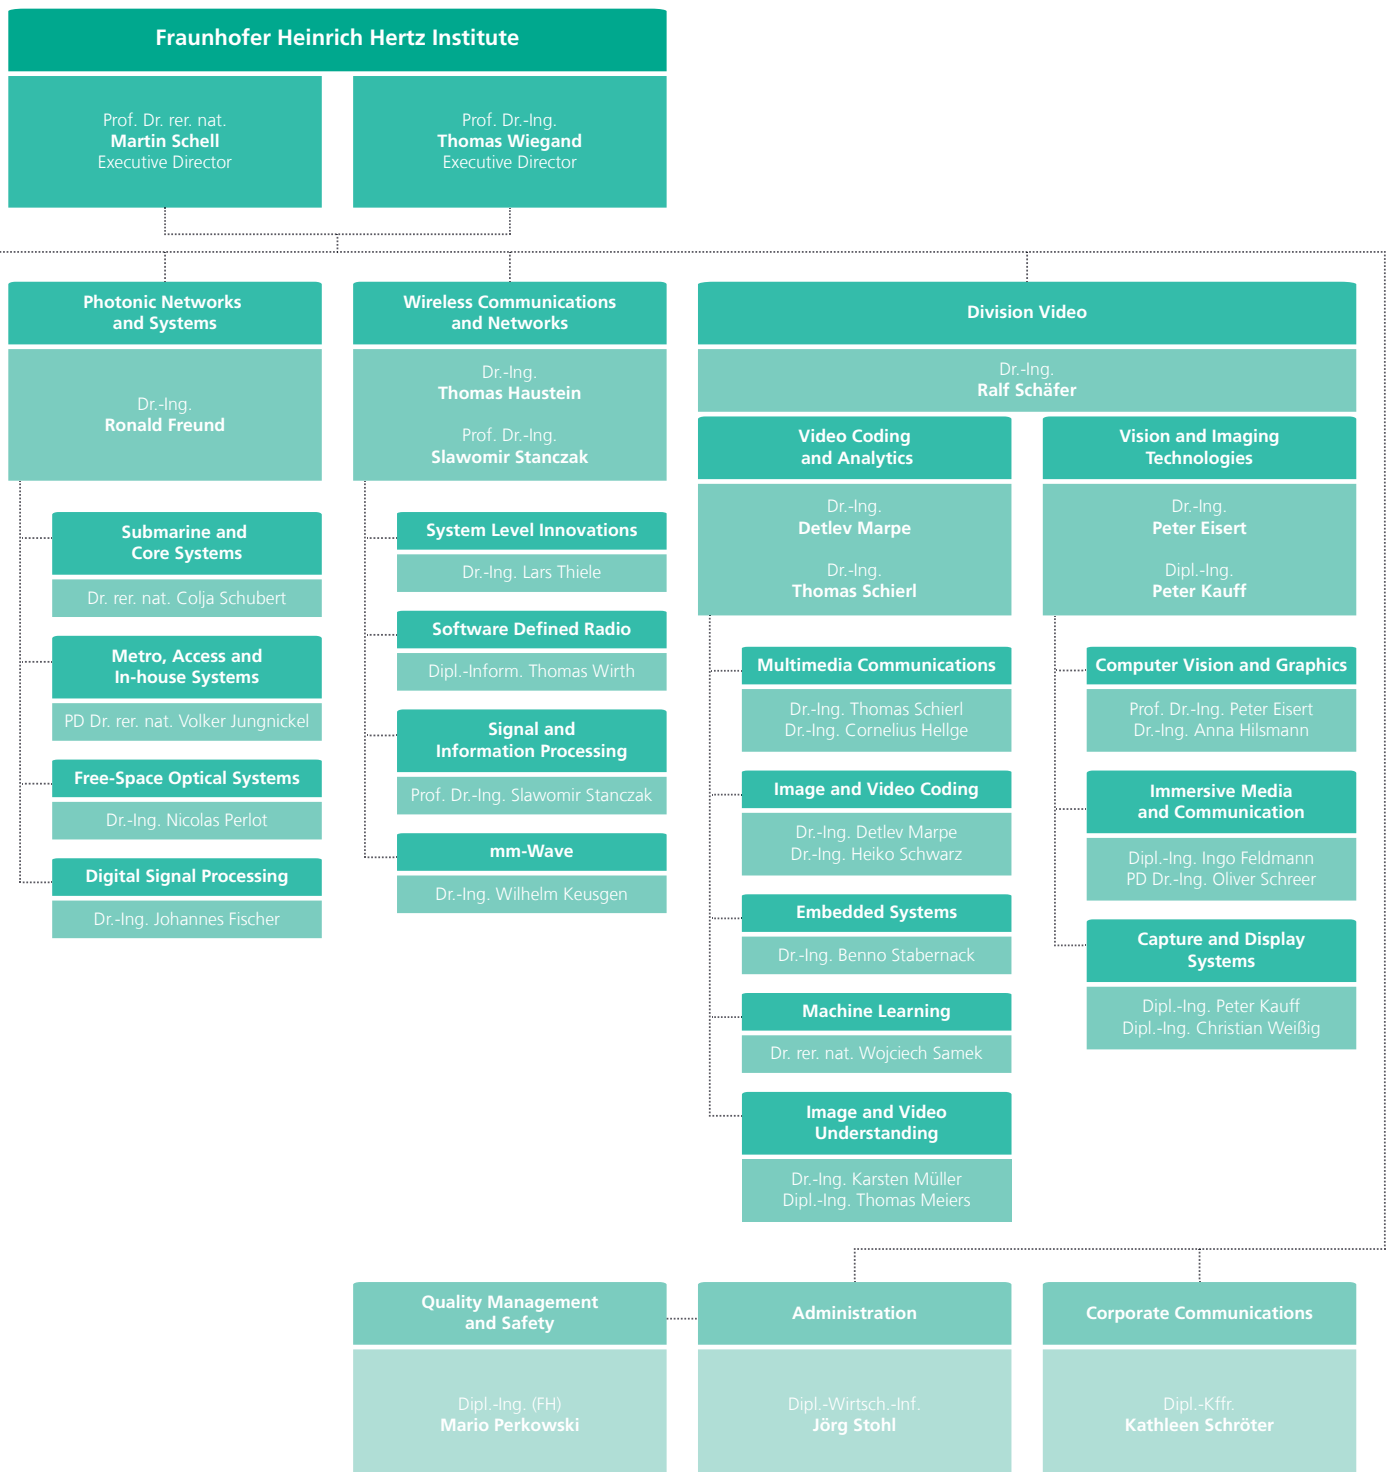 Fraunhofer Heinrich Hertz Institute
Prof. Dr. rer. nat.
Martin Schell
Executive Director
Prof. Dr.-Ing.
Thomas Wiegand
Executive Director
Photonic Networks
and Systems
Dr.-Ing.
Ronald Freund
Submarine and
Core Systems
Dr. rer. nat. Colja Schubert
Metro, Access and
In-house Systems
PD Dr. rer. nat. Volker Jungnickel
Free-Space Optical Systems
Dr.-Ing. Nicolas Perlot
Digital Signal Processing
Dr.-Ing. Johannes Fischer
Wireless Communications
and Networks
Dr.-Ing.
Thomas Haustein
Prof. Dr.-Ing.
Slawomir Stanczak
System Level Innovations
Dr.-Ing. Lars Thiele
Software Defined Radio
Dipl.-Inform. Thomas Wirth
Signal and
Information Processing
Prof. Dr.-Ing. Slawomir Stanczak
mm-Wave
Dr.-Ing. Wilhelm Keusgen
Division Video
Dr.-Ing.
Ralf Schäfer
Video Coding
and Analytics
Dr.-Ing.
Detlev Marpe
Dr.-Ing.
Thomas Schierl
Multimedia Communications
Dr.-Ing. Thomas Schierl
Dr.-Ing. Cornelius Hellge
Image and Video Coding
Dr.-Ing. Detlev Marpe
Dr.-Ing. Heiko Schwarz
Embedded Systems
Dr.-Ing. Benno Stabernack
Machine Learning
Dr. rer. nat. Wojciech Samek
Image and Video
Understanding
Dr.-Ing. Karsten Müller
Dipl.-Ing. Thomas Meiers
Vision and Imaging
Technologies
Dr.-Ing.
Peter Eisert
Dipl.-Ing.
Peter Kauff
Computer Vision and Graphics
Prof. Dr.-Ing. Peter Eisert
Dr.-Ing. Anna Hilsmann
Immersive Media
and Communication
Dipl.-Ing. Ingo Feldmann
PD Dr.-Ing. Oliver Schreer
Capture and Display
Systems
Dipl.-Ing. Peter Kauff
Dipl.-Ing. Christian Weißig
Quality Management
and Safety
Dipl.-Ing. (FH)
Mario Perkowski
Administration
Dipl.-Wirtsch.-Inf.
Jörg Stohl
Corporate Communications
Dipl.-Kffr.
Kathleen Schröter